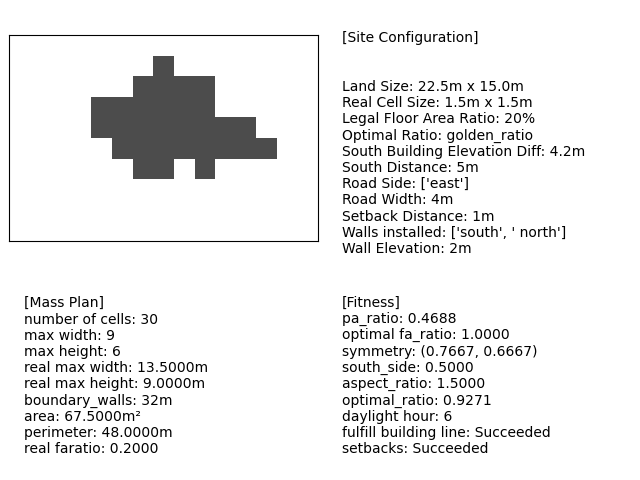 [Site Configuration]
Land Size: 22.5m x 15.0m
Real Cell Size: 1.5m x 1.5m
Legal Floor Area Ratio: 20%
Optimal Ratio: golden_ratio
South Building Elevation Diff: 4.2m
South Distance: 5m
Road Side: ['east']
Road Width: 4m
Setback Distance: 1m
Walls installed: ['south', ' north']
Wall Elevation: 2m
[Mass Plan]
number of cells: 30
max width: 9
max height: 6
real max width: 13.5000m
real max height: 9.0000m
boundary_walls: 32m
area: 67.5000m²
perimeter: 48.0000m
real faratio: 0.2000
[Fitness]
pa_ratio: 0.4688
optimal fa_ratio: 1.0000
symmetry: (0.7667, 0.6667)
south_side: 0.5000
aspect_ratio: 1.5000
optimal_ratio: 0.9271
daylight hour: 6
fulfill building line: Succeeded
setbacks: Succeeded